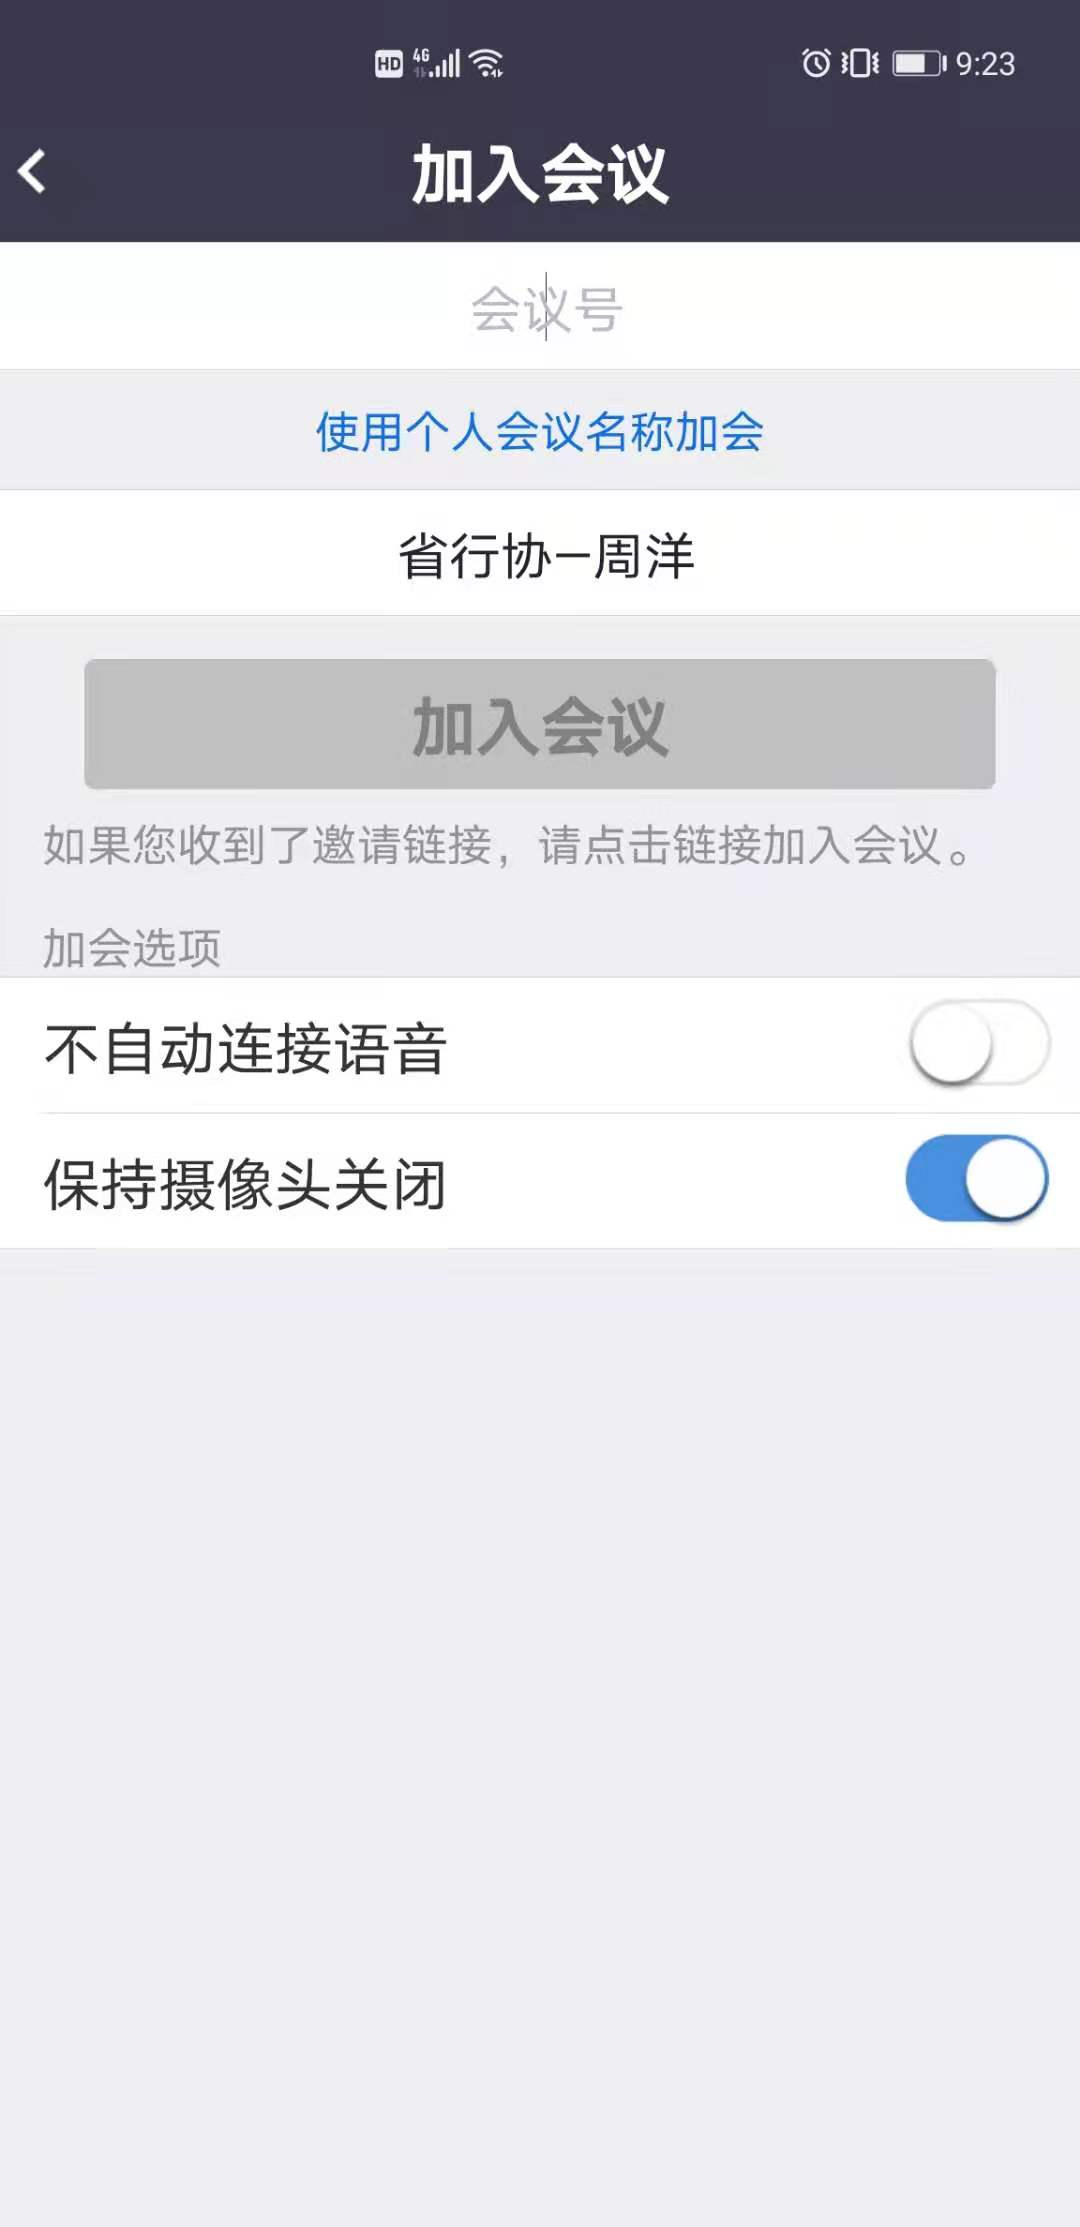 HD 4G 9:23
加入会议
会议号
使用个人会议名称加会
省行协—周洋
加入会议
如果您收到了邀请链接，请点击链接加入会议。
加会选项
不自动连接语音
保持摄像头关闭